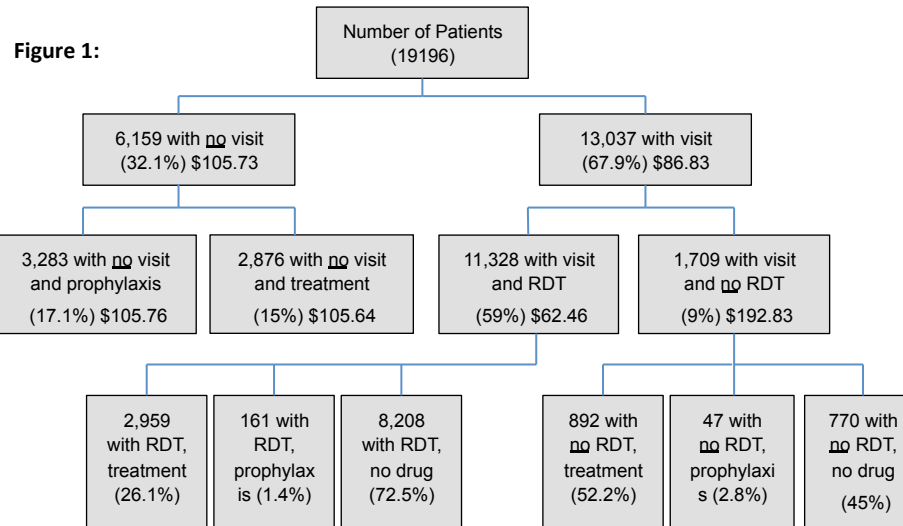 Figure 1:
Number of Patients
(19196)
6,159 with no visit
(32.1%) $105.73
13,037 with visit
(67.9%) $86.83
3,283 with no visit
and prophylaxis
(17.1%) $105.76
2,876 with no visit
and treatment
(15%) $105.64
11,328 with visit
and RDT
(59%) $62.46
1,709 with visit
and no RDT
(9%) $192.83
2,959
with RDT,
treatment
(26.1%)
161 with
RDT,
prophylax
is (1.4%)
8,208
with RDT,
no drug
(72.5%)
892 with
no RDT,
treatment
(52.2%)
47 with
no RDT,
prophylaxi
s (2.8%)
770 with
no RDT,
no drug
(45%)